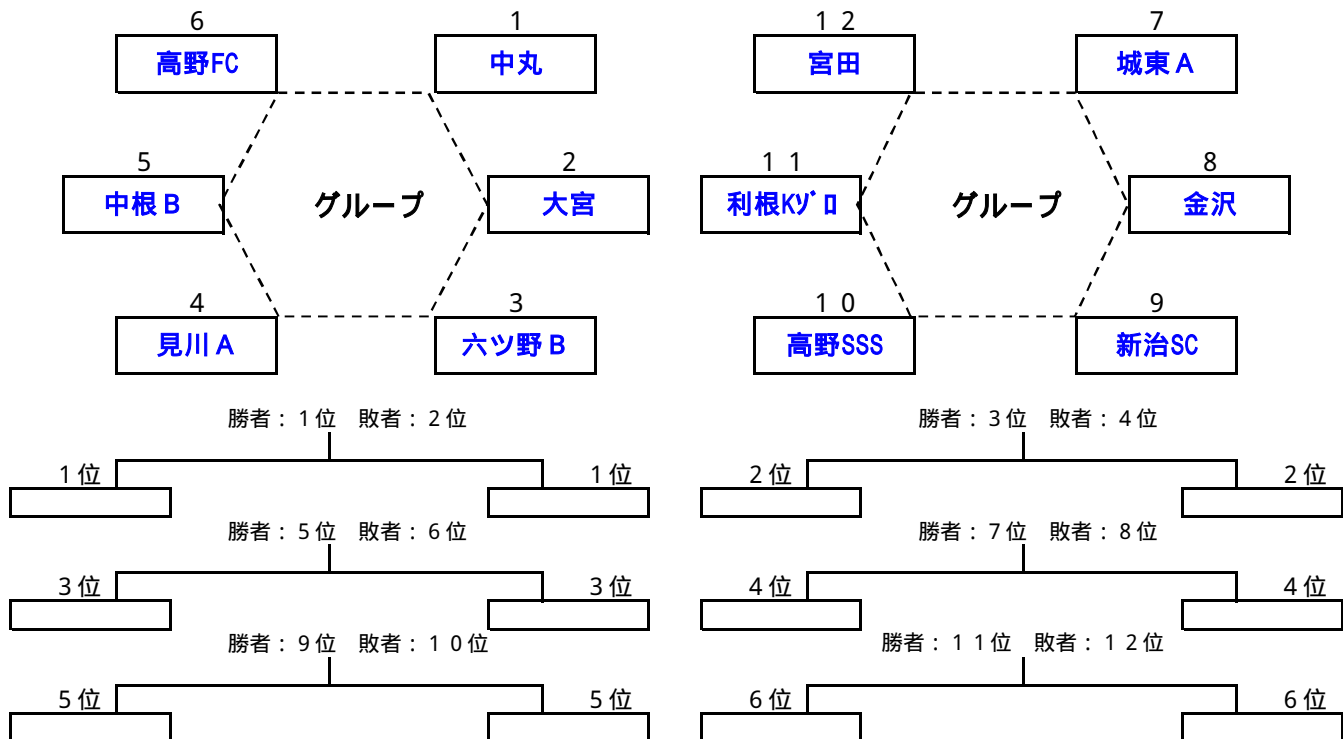 6 1 1 2 7
高野FC 中丸 宮田 城東A
5 2 1 1 8
中根B グループ 大宮 利根Kゾロ グループ 金沢
4 3 1 0 9
見川A 六ツ野B 高野SSS 新治SC
勝者:1位 敗者:2位 勝者:3位 敗者:4位
1位 1位 2位 2位
勝者:5位 敗者:6位 勝者:7位 敗者:8位
3位 3位 4位 4位
勝者:9位 敗者:10位 勝者:11位 敗者:12位
5位 5位 6位 6位